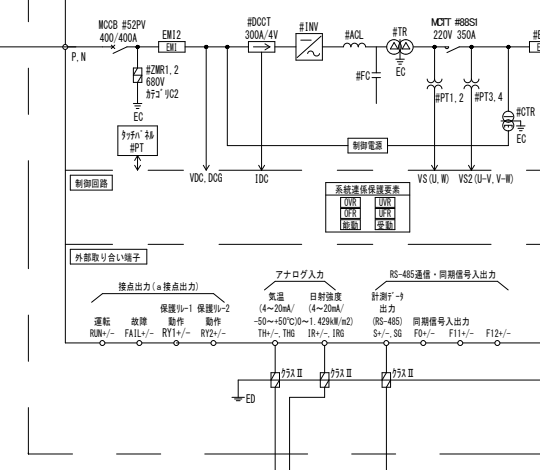 MCCB #52PV
400/400A
EMI2
EMI
#DCCT
300A/4V
#INV
#ACL
#TR
MCTT #88S1
220V 350A
P,N
#ZMR1,2
680V
ｶﾃｺﾞﾘC2
EC
#FC
EC
#PT1,2
#PT3,4
#CTR
EC
ﾀｯﾁﾊﾟﾈﾙ
#PT
制御電源
制御回路
VDC,DCG
IDC
VS(U,W)
VS2(U-V,V-W)
系統連係保護要素
OVR
UVR
OFR
UFR
能動
受動
外部取り合い端子
接点出力(a接点出力)
アナログ入力
RS-485通信・同期信号入出力
運転
RUN+/-
故障
FAIL+/-
保護ﾘﾚｰ1
動作
RY1+/-
保護ﾘﾚｰ2
動作
RY2+/-
気温
(4～20mA/
-50～+50℃)
TH+/-,THG
日射強度
(4～20mA/
0～1.429kW/m2)
IR+/-,IRG
計測ﾃﾞｰﾀ
出力
(RS-485)
S+/-,SG
同期信号入出力
F0+/-
F11+/-
F12+/-
ｸﾗｽⅡ
ｸﾗｽⅡ
ｸﾗｽⅡ
ED